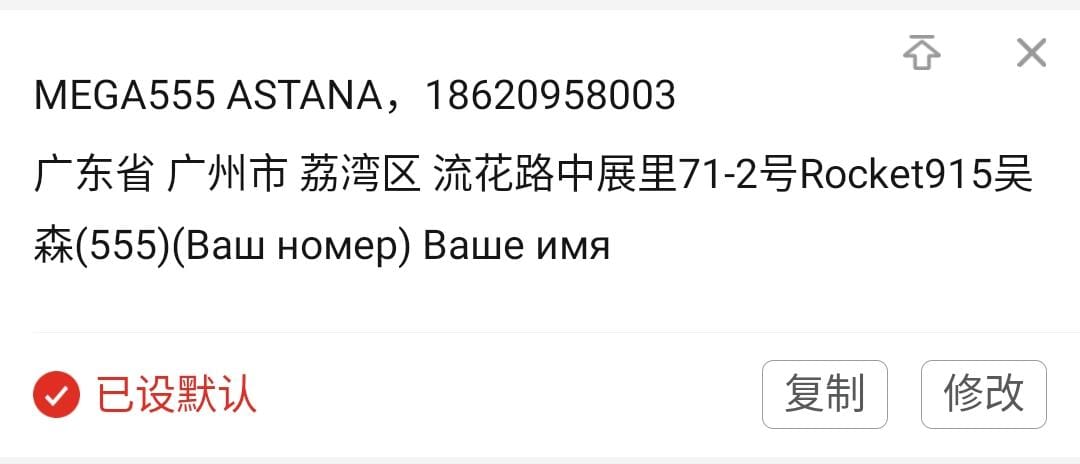 MEGA555 ASTANA，18620958003
广东省 广州市 荔湾区 流花路中展里71-2号Rocket915吴
森(555)(Ваш номер) Ваше имя
已设默认 复制 修改